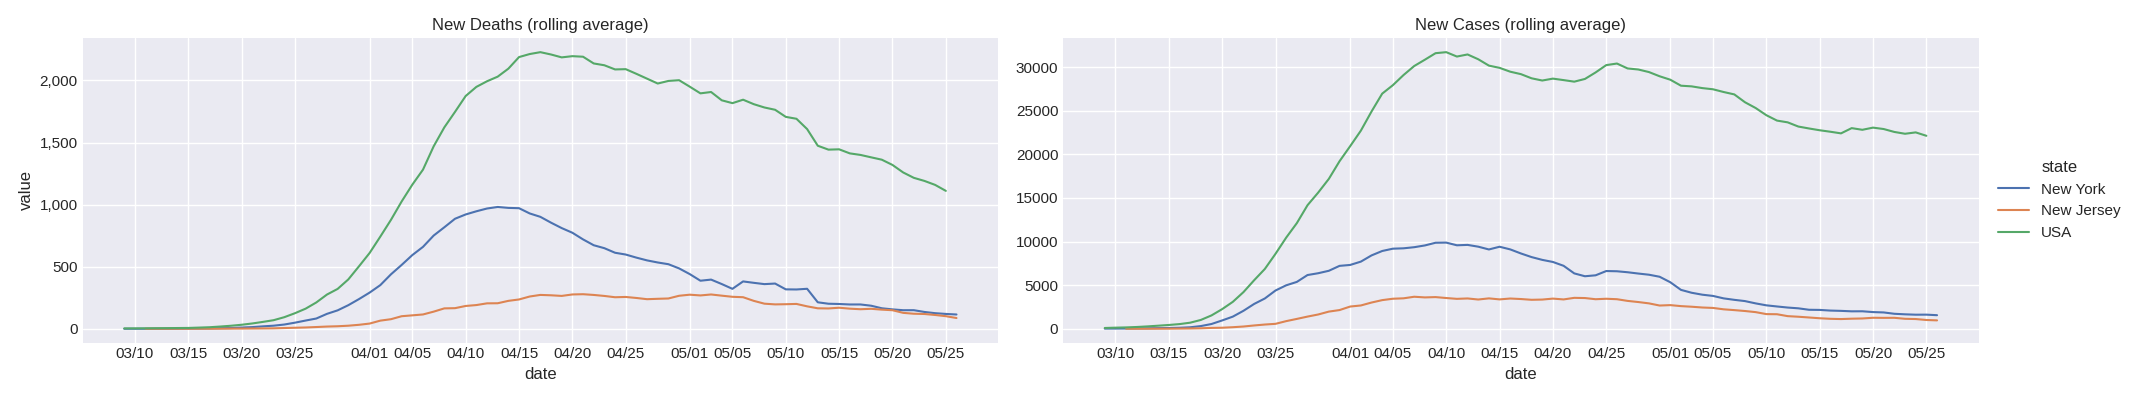 New Deaths (rolling average)
2,000
1,500
1,000
500
0
value
03/10 03/15 03/20 03/25 04/01 04/05 04/10 04/15 04/20 04/25 05/01 05/05 05/10 05/15 05/20 05/25
date
New Cases (rolling average)
30000
25000
20000
15000
10000
5000
0
03/10 03/15 03/20 03/25 04/01 04/05 04/10 04/15 04/20 04/25 05/01 05/05 05/10 05/15 05/20 05/25
date
state
New York
New Jersey
USA